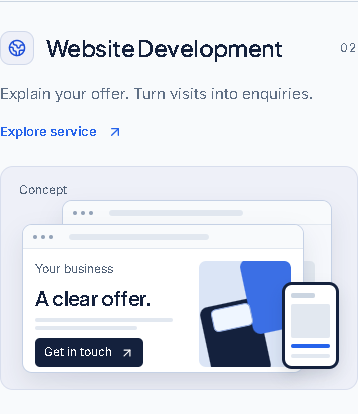 Website Development
02
Explain your offer. Turn visits into enquiries.
Explore service
Concept
Your business
A clear offer.
Get in touch